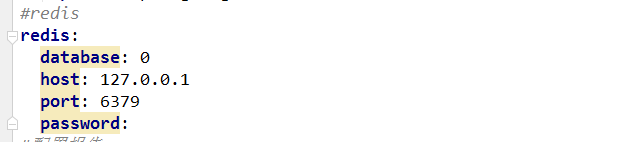 #redis
redis:
  database: 0
  host: 127.0.0.1
  port: 6379
  password: